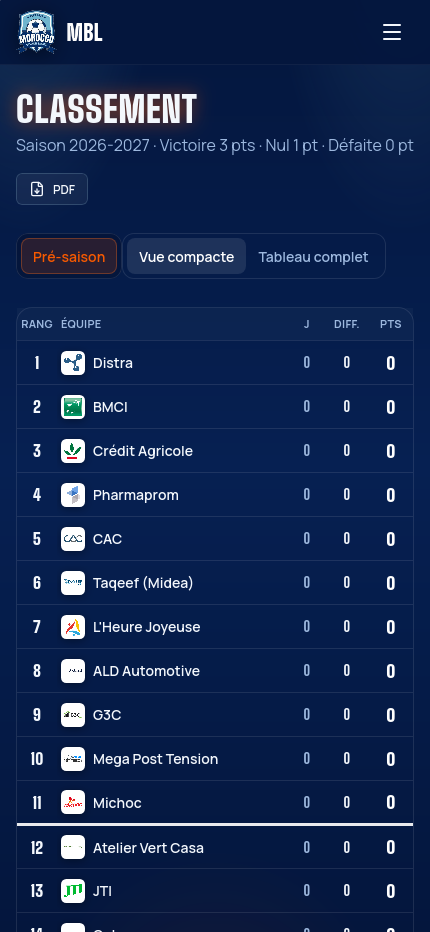 MOROCCO
MBL
CLASSEMENT
Saison 2026-2027 · Victoire 3 pts · Nul 1 pt · Défaite 0 pt
PDF
Pré-saison Vue compacte Tableau complet
RANG ÉQUIPE J DIFF. PTS
1 Distra 0 0 0
2 BMCI 0 0 0
3 Crédit Agricole 0 0 0
4 Pharmaprom 0 0 0
5 CAC 0 0 0
6 Taqeef (Midea) 0 0 0
7 L'Heure Joyeuse 0 0 0
8 ALD Automotive 0 0 0
9 G3C 0 0 0
10 Mega Post Tension 0 0 0
11 Michoc 0 0 0
12 Atelier Vert Casa 0 0 0
13 JTI 0 0 0